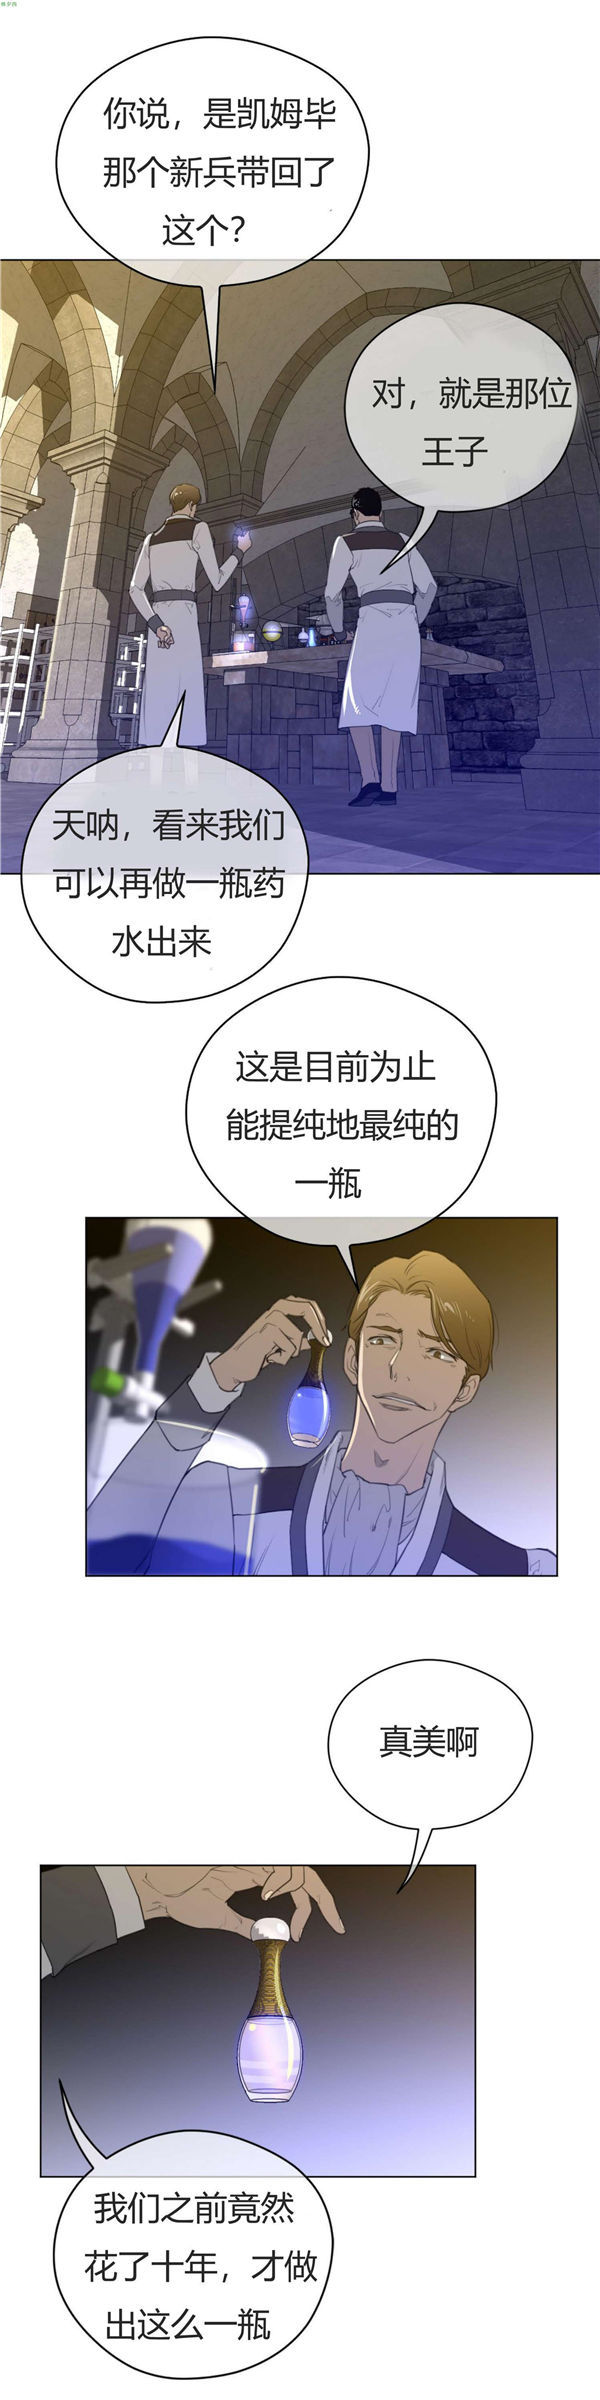 你说，是凯姆毕
那个新兵带回了
这个？
对，就是那位
王子
天呐，看来我们
可以再做一瓶药
水出来
这是目前为止
能提纯地最纯的
一瓶
真美啊
我们之前竟然
花了十年，才做
出这么一瓶